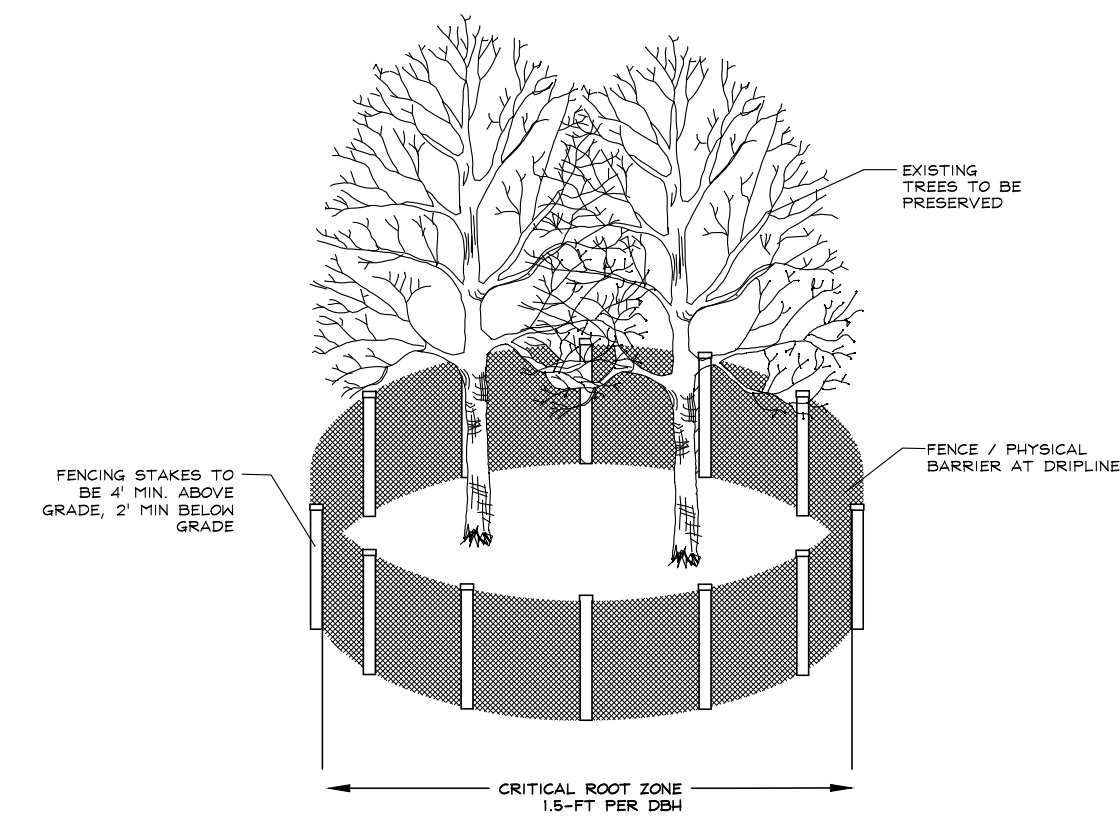 EXISTING
TREES TO BE
PRESERVED
FENCE / PHYSICAL
BARRIER AT DRIPLINE
FENCING STAKES TO
BE 4' MIN. ABOVE
GRADE, 2' MIN BELOW
GRADE
CRITICAL ROOT ZONE
1.5-FT PER DBH